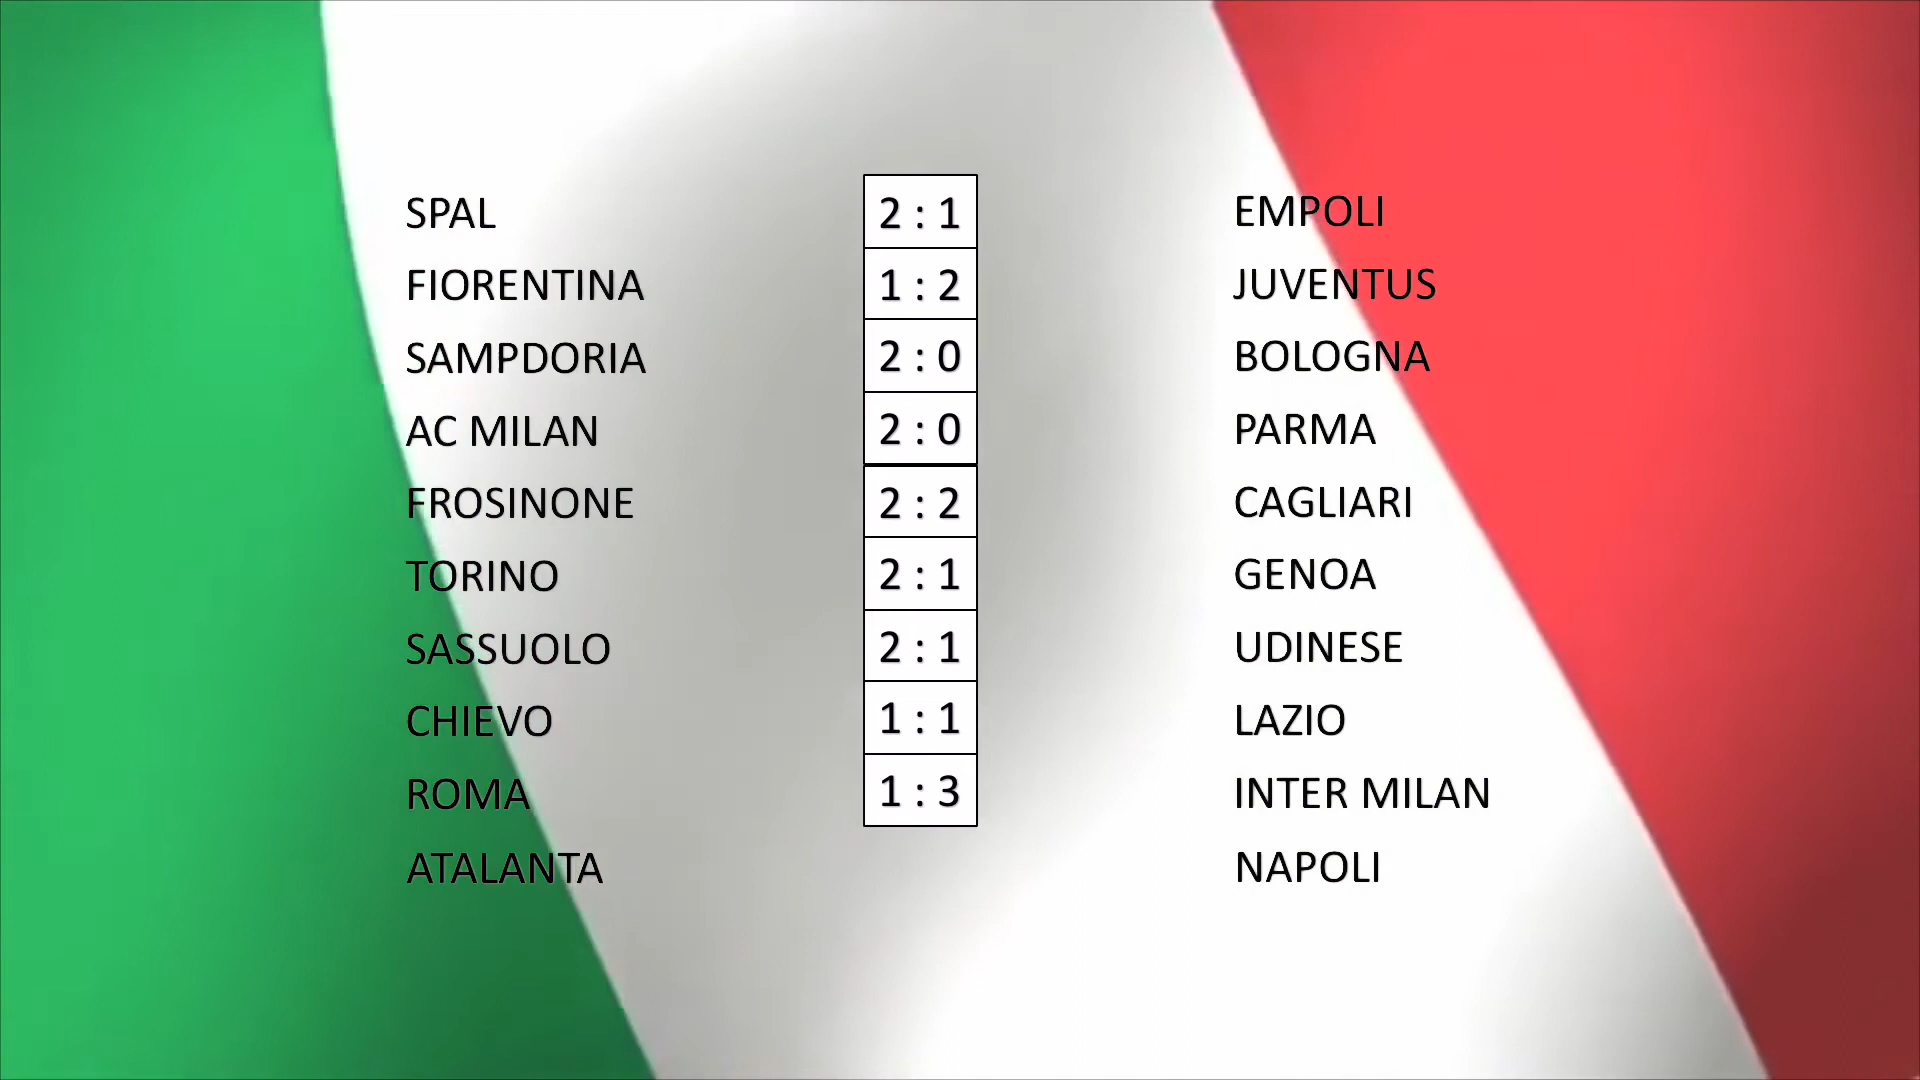 SPAL 2 : 1 EMPOLI
FIORENTINA 1 : 2 JUVENTUS
SAMPDORIA 2 : 0 BOLOGNA
AC MILAN 2 : 0 PARMA
FROSINONE 2 : 2 CAGLIARI
TORINO 2 : 1 GENOA
SASSUOLO 2 : 1 UDINESE
CHIEVO 1 : 1 LAZIO
ROMA 1 : 3 INTER MILAN
ATALANTA NAPOLI